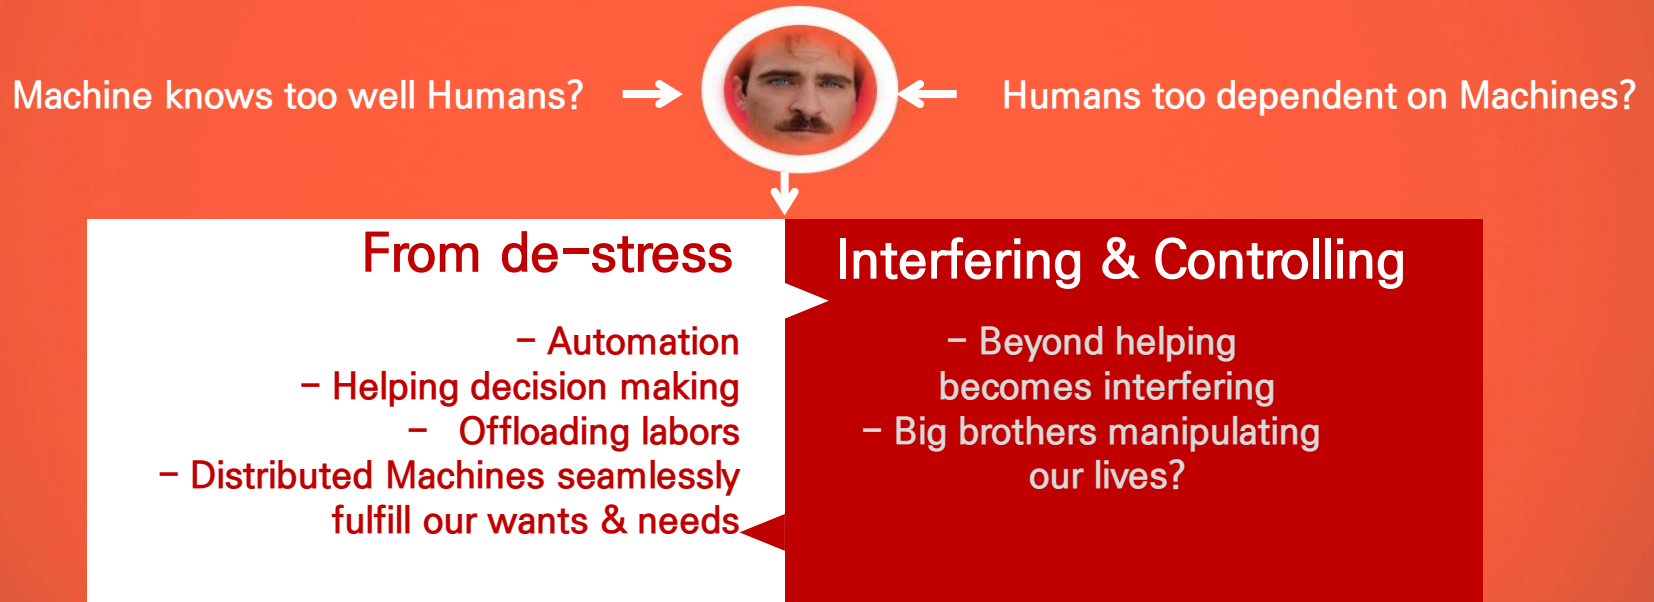 Machine knows too well Humans?
Humans too dependent on Machines?
From de-stress
- Automation
- Helping decision making
- Offloading labors
- Distributed Machines seamlessly
fulfill our wants & needs
Interfering & Controlling
- Beyond helping
becomes interfering
- Big brothers manipulating
our lives?